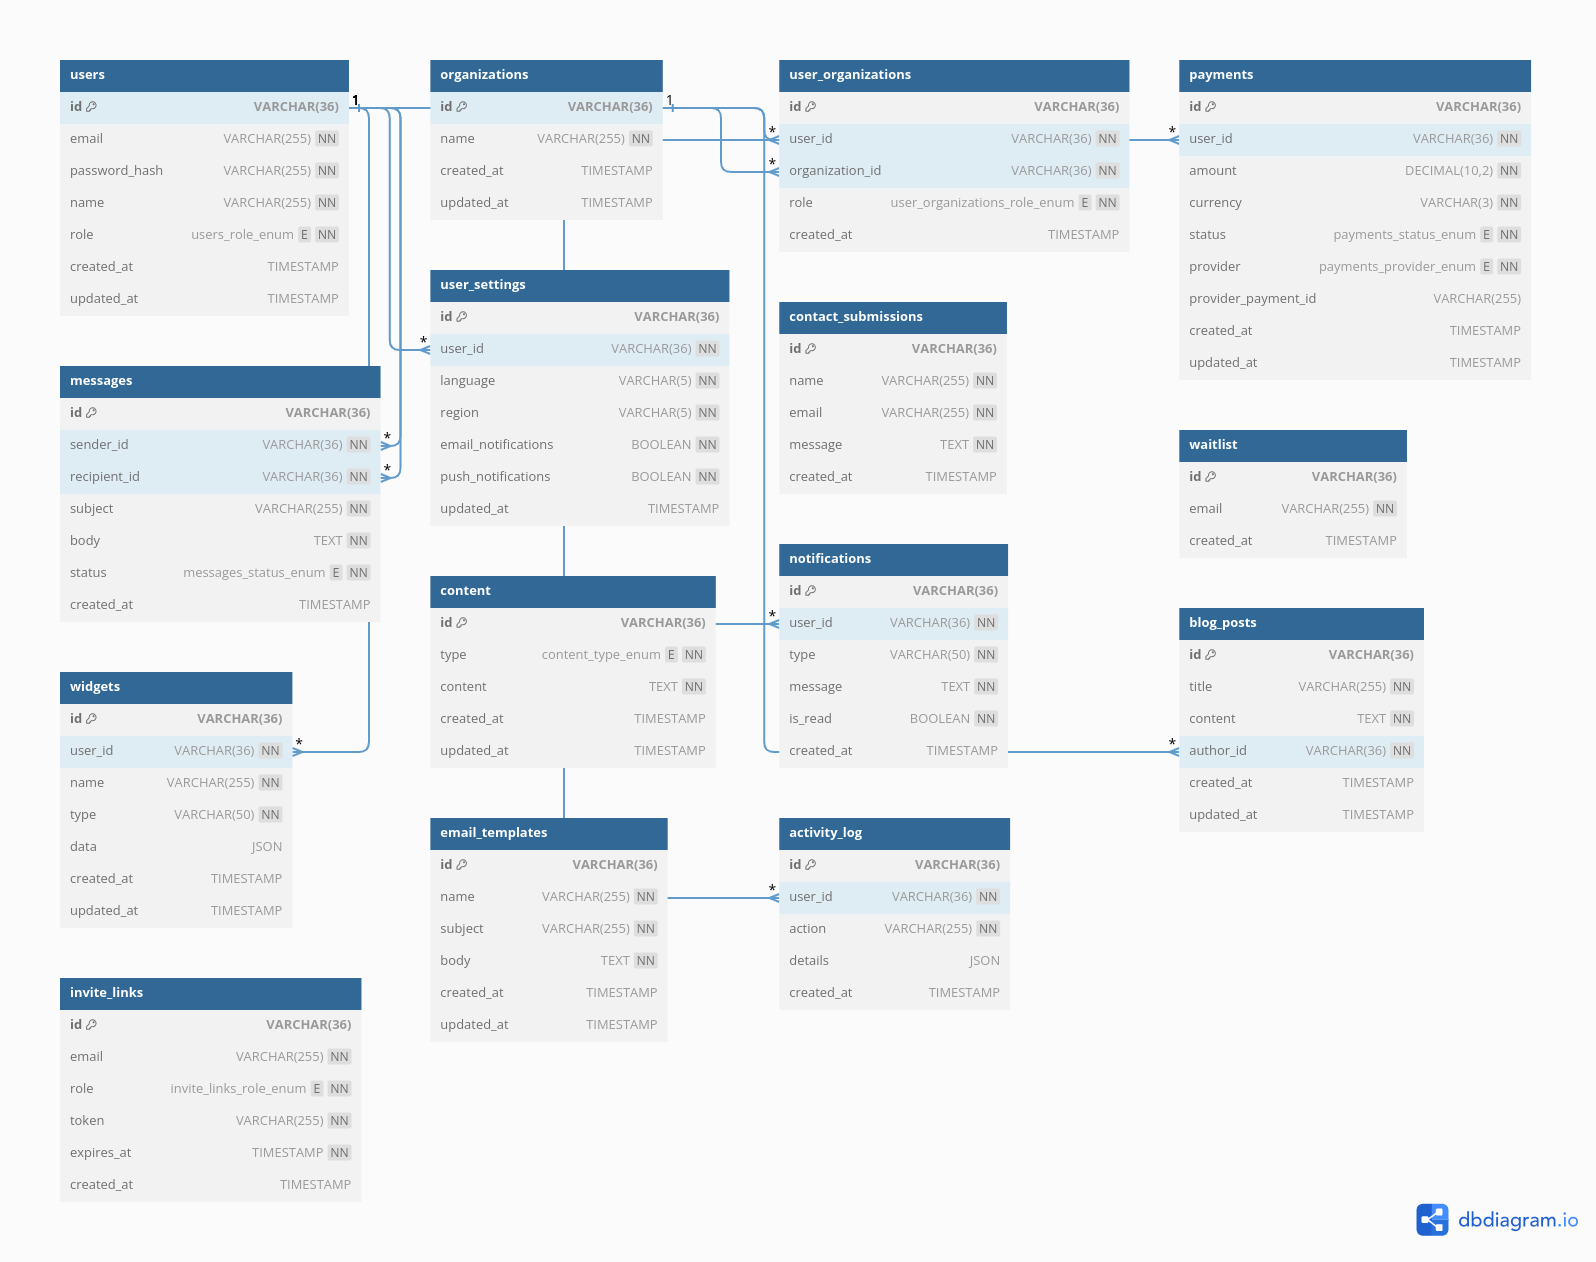 users
id VARCHAR(36)
email VARCHAR(255) NN
password_hash VARCHAR(255) NN
name VARCHAR(255) NN
role users_role_enum E NN
created_at TIMESTAMP
updated_at TIMESTAMP
1
organizations
id VARCHAR(36)
name VARCHAR(255) NN
created_at TIMESTAMP
updated_at TIMESTAMP
1
user_organizations
id VARCHAR(36)
* user_id VARCHAR(36) NN
* organization_id VARCHAR(36) NN
role user_organizations_role_enum E NN
created_at TIMESTAMP
payments
id VARCHAR(36)
* user_id VARCHAR(36) NN
amount DECIMAL(10,2) NN
currency VARCHAR(3) NN
status payments_status_enum E NN
provider payments_provider_enum E NN
provider_payment_id VARCHAR(255)
created_at TIMESTAMP
updated_at TIMESTAMP
user_settings
id VARCHAR(36)
* user_id VARCHAR(36) NN
language VARCHAR(5) NN
region VARCHAR(5) NN
email_notifications BOOLEAN NN
push_notifications BOOLEAN NN
updated_at TIMESTAMP
contact_submissions
id VARCHAR(36)
name VARCHAR(255) NN
email VARCHAR(255) NN
message TEXT NN
created_at TIMESTAMP
messages
id VARCHAR(36)
sender_id VARCHAR(36) NN *
recipient_id VARCHAR(36) NN *
subject VARCHAR(255) NN
body TEXT NN
status messages_status_enum E NN
created_at TIMESTAMP
waitlist
id VARCHAR(36)
email VARCHAR(255) NN
created_at TIMESTAMP
notifications
id VARCHAR(36)
* user_id VARCHAR(36) NN
type VARCHAR(50) NN
message TEXT NN
is_read BOOLEAN NN
created_at TIMESTAMP
content
id VARCHAR(36)
type content_type_enum E NN
content TEXT NN
created_at TIMESTAMP
updated_at TIMESTAMP
blog_posts
id VARCHAR(36)
title VARCHAR(255) NN
content TEXT NN
* author_id VARCHAR(36) NN
created_at TIMESTAMP
updated_at TIMESTAMP
widgets
id VARCHAR(36)
user_id VARCHAR(36) NN *
name VARCHAR(255) NN
type VARCHAR(50) NN
data JSON
created_at TIMESTAMP
updated_at TIMESTAMP
email_templates
id VARCHAR(36)
name VARCHAR(255) NN
subject VARCHAR(255) NN
body TEXT NN
created_at TIMESTAMP
updated_at TIMESTAMP
activity_log
id VARCHAR(36)
* user_id VARCHAR(36) NN
action VARCHAR(255) NN
details JSON
created_at TIMESTAMP
invite_links
id VARCHAR(36)
email VARCHAR(255) NN
role invite_links_role_enum E NN
token VARCHAR(255) NN
expires_at TIMESTAMP NN
created_at TIMESTAMP
dbdiagram.io